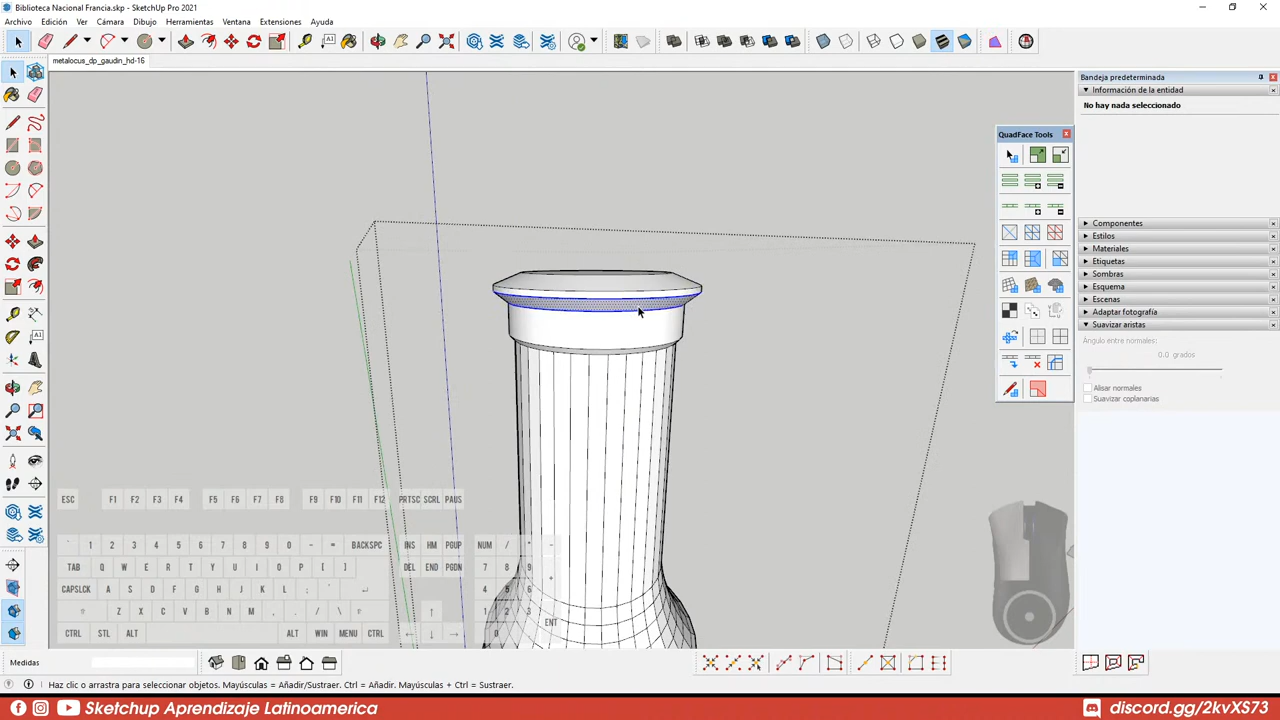 Biblioteca Nacional Francia.skp - SketchUp Pro 2021
Archivo Edición Ver Cámara Dibujo Herramientas Ventana Extensiones Ayuda
metalocus_dp_gaudin_hd-16
Bandeja predeterminada
Información de la entidad
No hay nada seleccionado
QuadFace Tools
Componentes
Estilos
Materiales
Etiquetas
Sombras
Esquema
Escenas
Adaptar fotografía
Suavizar aristas
Ángulo entre normales:
0.0 grados
Alisar normales
Suavizar coplanarias
ESC F1 F2 F3 F4 F5 F6 F7 F8 F9 F10 F11 F12 PRTSC SCRL PAUS
` 1 2 3 4 5 6 7 8 9 0 - = BACKSPC INS HM PGUP NUM / * -
TAB Q W E R T Y U I O P [ ] DEL END PGDN 7 8 9 +
CAPSLCK A S D F G H J K L ; ' ↵ 4 5 6
⇧ Z X C V B N M , . / \ ⇧ ↑ 1 2 3 ENT
CTRL STL ALT ALT WIN MENU CTRL ← ↓ → 0
Medidas
Haz clic o arrastra para seleccionar objetos. Mayúsculas = Añadir/Sustraer. Ctrl = Añadir. Mayúsculas + Ctrl = Sustraer.
Sketchup Aprendizaje Latinoamerica
discord.gg/2kvXS73